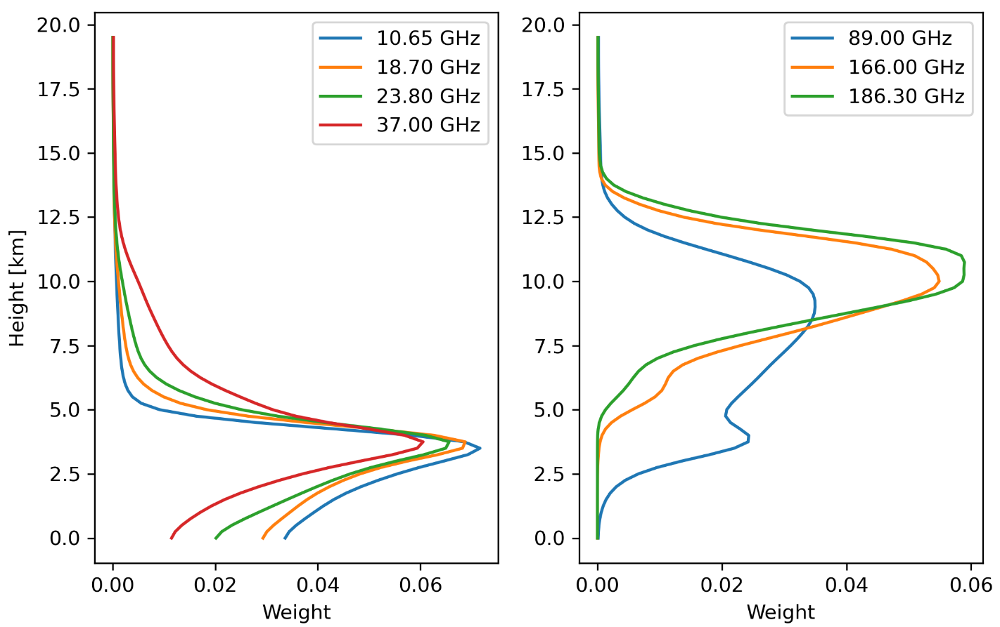 Height [km]
20.0
17.5
15.0
12.5
10.0
7.5
5.0
2.5
0.0
0.00 0.02 0.04 0.06
Weight
10.65 GHz
18.70 GHz
23.80 GHz
37.00 GHz
20.0
17.5
15.0
12.5
10.0
7.5
5.0
2.5
0.0
0.00 0.02 0.04 0.06
Weight
89.00 GHz
166.00 GHz
186.30 GHz